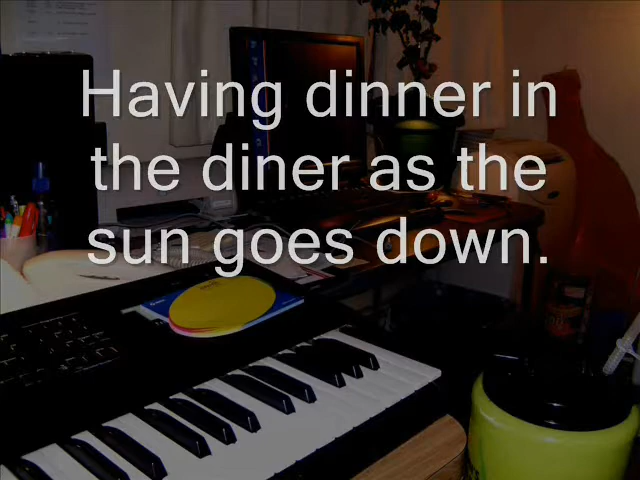 Having dinner in
the diner as the
sun goes down.